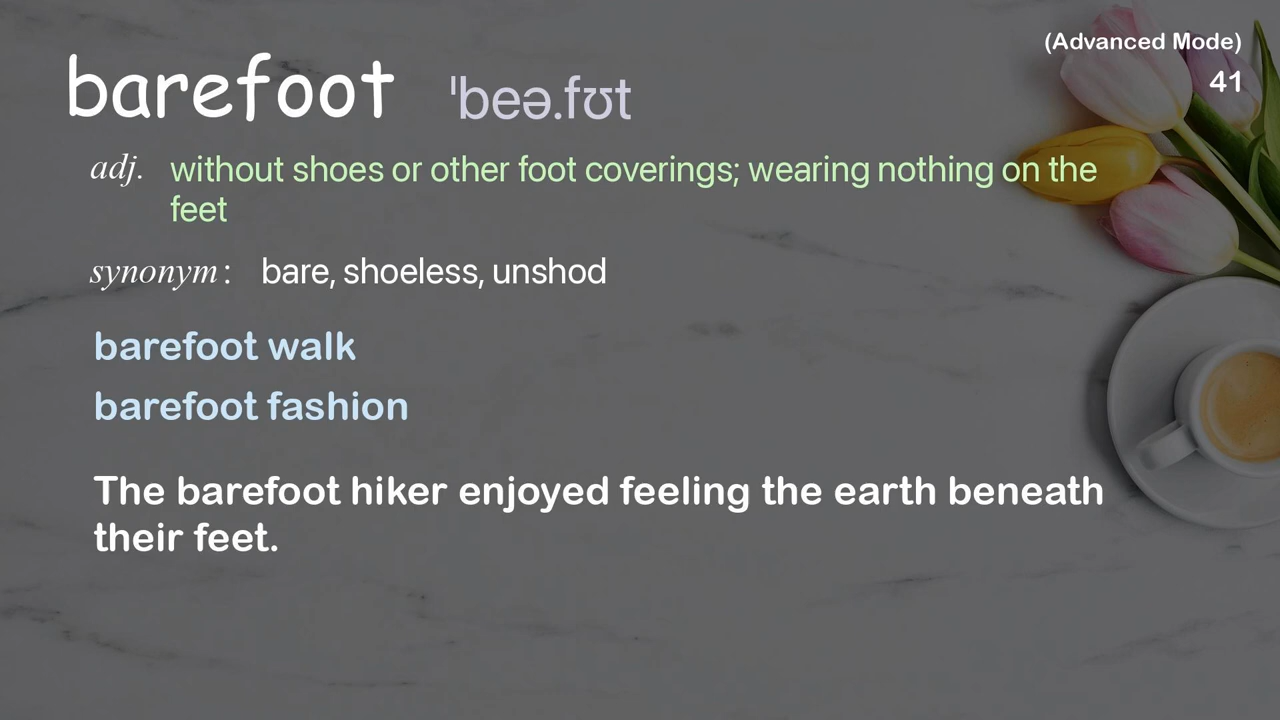 (Advanced Mode)
41
barefoot ˈbeə.fʊt
adj. without shoes or other foot coverings; wearing nothing on the
feet
synonym: bare, shoeless, unshod
barefoot walk
barefoot fashion
The barefoot hiker enjoyed feeling the earth beneath
their feet.